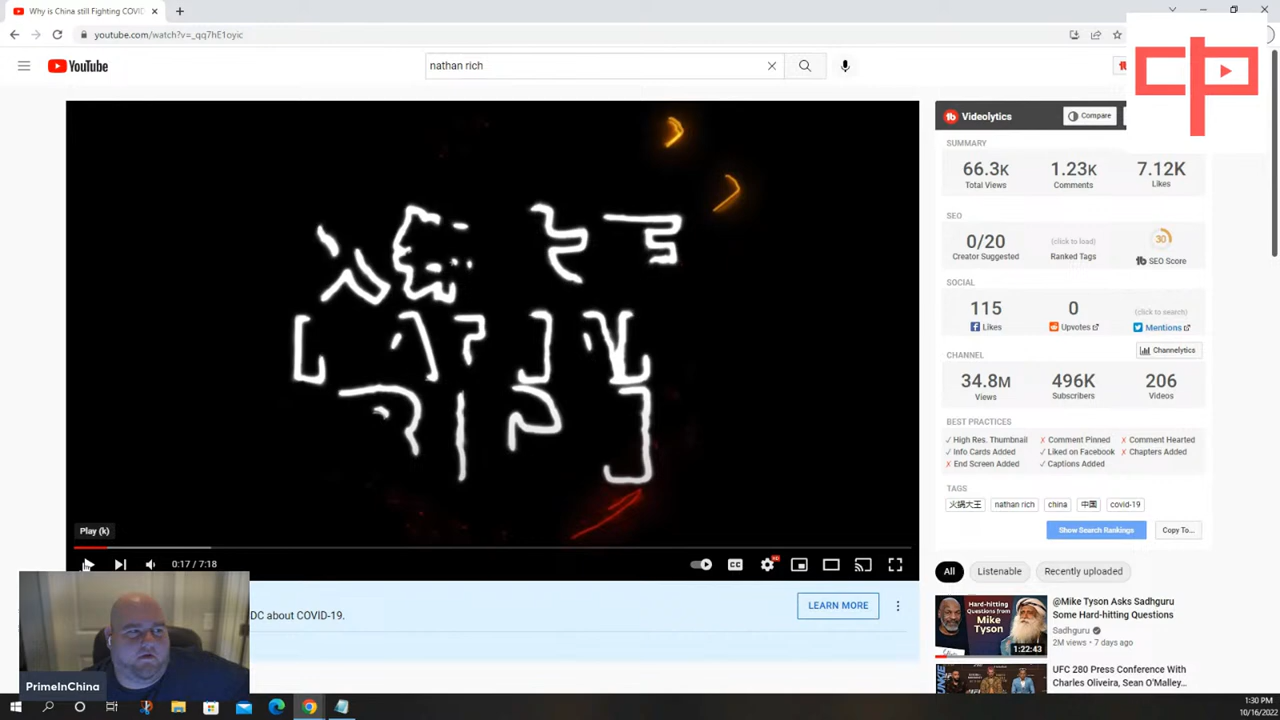 Why is China still Fighting COVID
youtube.com/watch?v=_qq7hE1oyic
YouTube
nathan rich
Videolytics
Compare
SUMMARY
66.3K 1.23K 7.12K
Total Views Comments Likes
SEO
0/20 (click to load) 30
Creator Suggested Ranked Tags SEO Score
SOCIAL
115 0 (click to search)
Likes Upvotes Mentions
CHANNEL
Channelytics
34.8M 496K 206
Views Subscribers Videos
BEST PRACTICES
High Res. Thumbnail Comment Pinned Comment Hearted
Info Cards Added Liked on Facebook Chapters Added
End Screen Added Captions Added
TAGS
火锅大王 nathan rich china 中国 covid-19
Show Search Rankings Copy To...
Play (k)
0:17 / 7:18
DC about COVID-19.
LEARN MORE
All Listenable Recently uploaded
Hard-hitting
Questions from
Mike
Tyson
1:22:43
@Mike Tyson Asks Sadhguru
Some Hard-hitting Questions
Sadhguru
2M views • 7 days ago
UFC 280 Press Conference With
Charles Oliveira, Sean O'Malley...
PrimeInChina
1:30 PM
10/16/2022